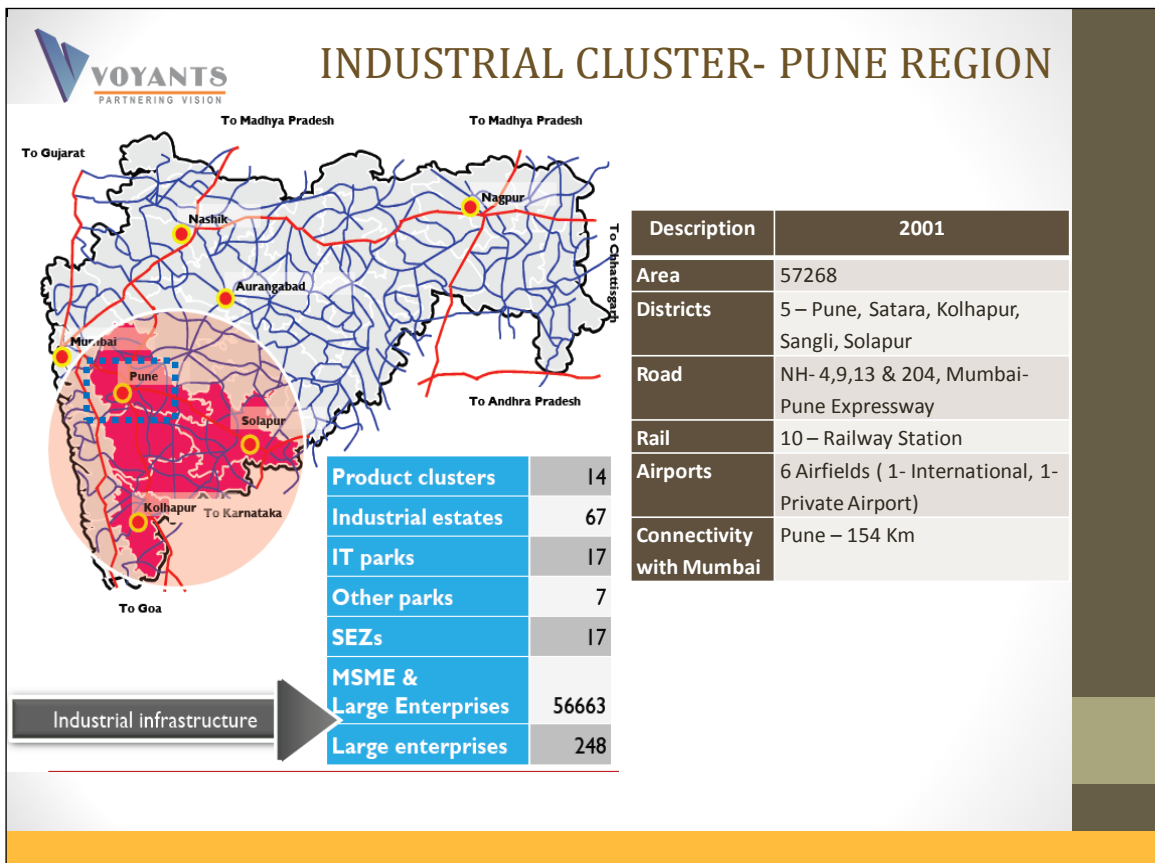 VOYANTS
PARTNERING VISION
INDUSTRIAL CLUSTER- PUNE REGION
To Madhya Pradesh
To Madhya Pradesh
To Gujarat
Nagpur
Nashik
To Chhattisgarh
Aurangabad
Mumbai
Pune
To Andhra Pradesh
Solapur
Kolhapur
To Karnataka
To Goa
Product clusters 14
Industrial estates 67
IT parks 17
Other parks 7
SEZs 17
MSME &
Large Enterprises 56663
Large enterprises 248
Industrial infrastructure
Description 2001
Area 57268
Districts 5 – Pune, Satara, Kolhapur,
Sangli, Solapur
Road NH- 4,9,13 & 204, Mumbai-
Pune Expressway
Rail 10 – Railway Station
Airports 6 Airfields ( 1- International, 1-
Private Airport)
Connectivity Pune – 154 Km
with Mumbai